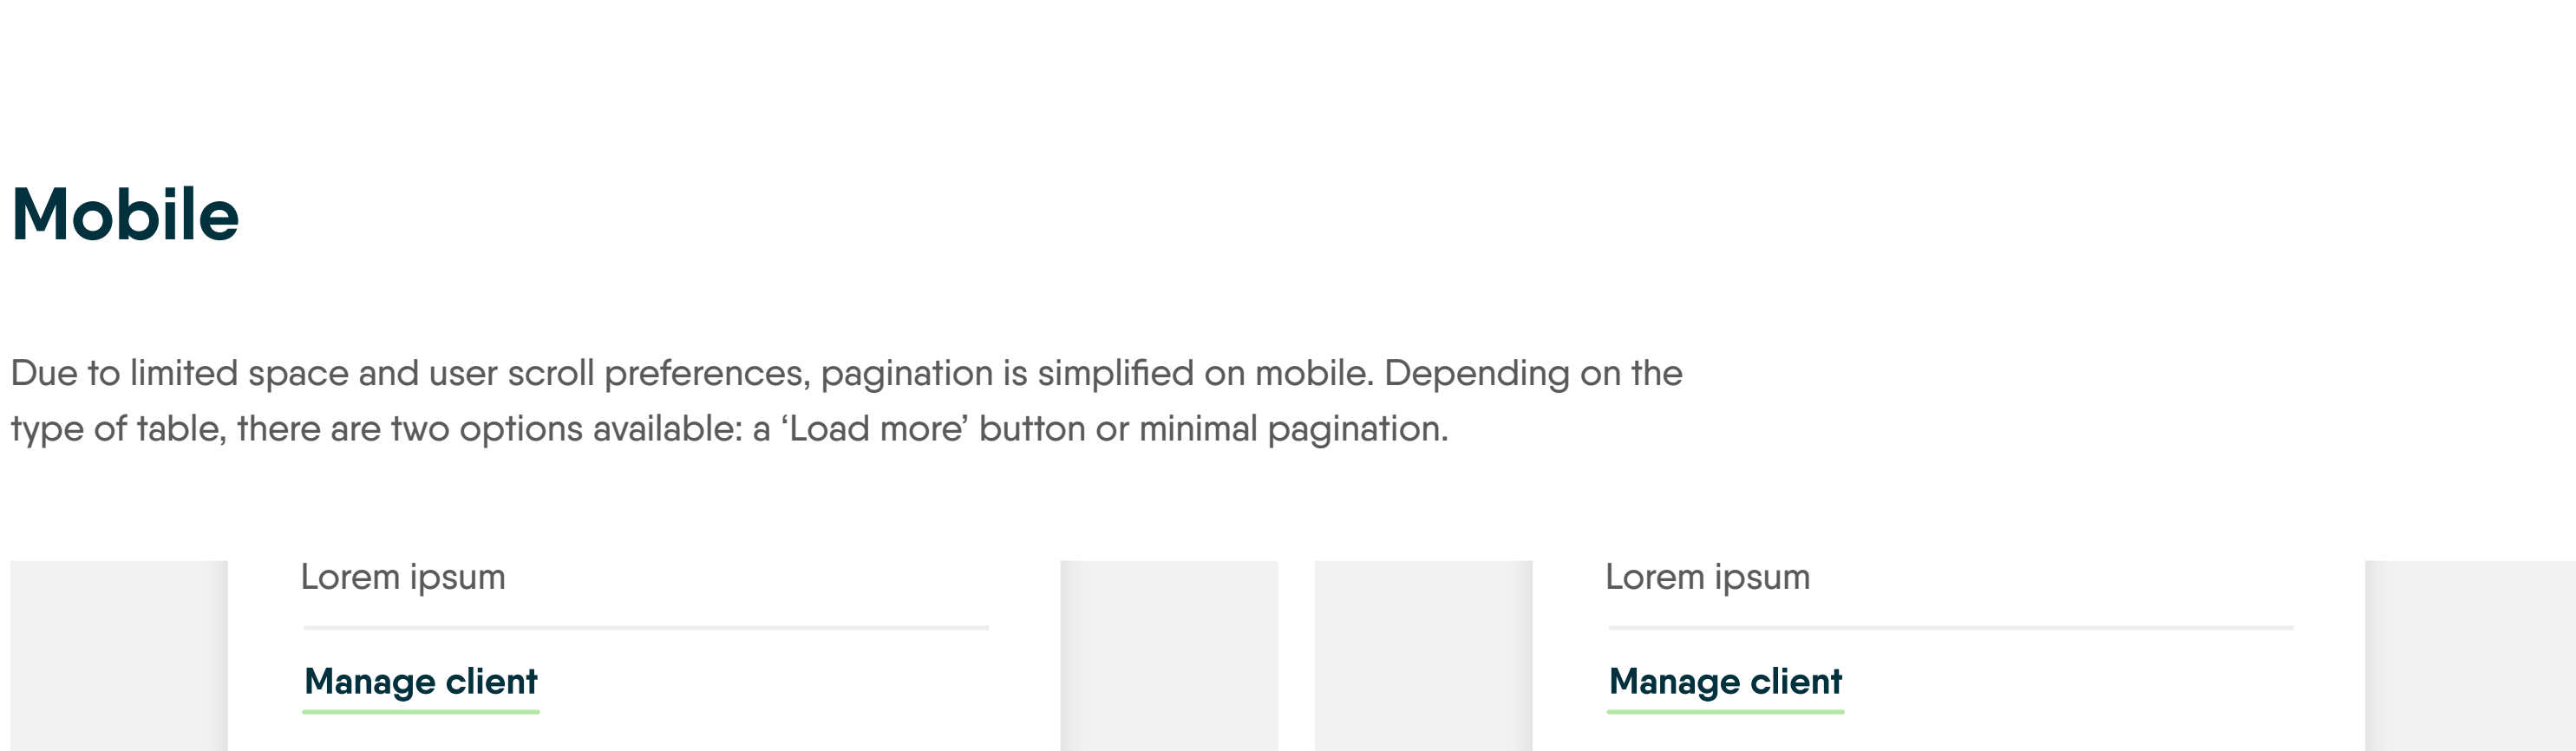 Mobile
Due to limited space and user scroll preferences, pagination is simplified on mobile. Depending on the
type of table, there are two options available: a ‘Load more’ button or minimal pagination.
Lorem ipsum
Manage client
Lorem ipsum
Manage client